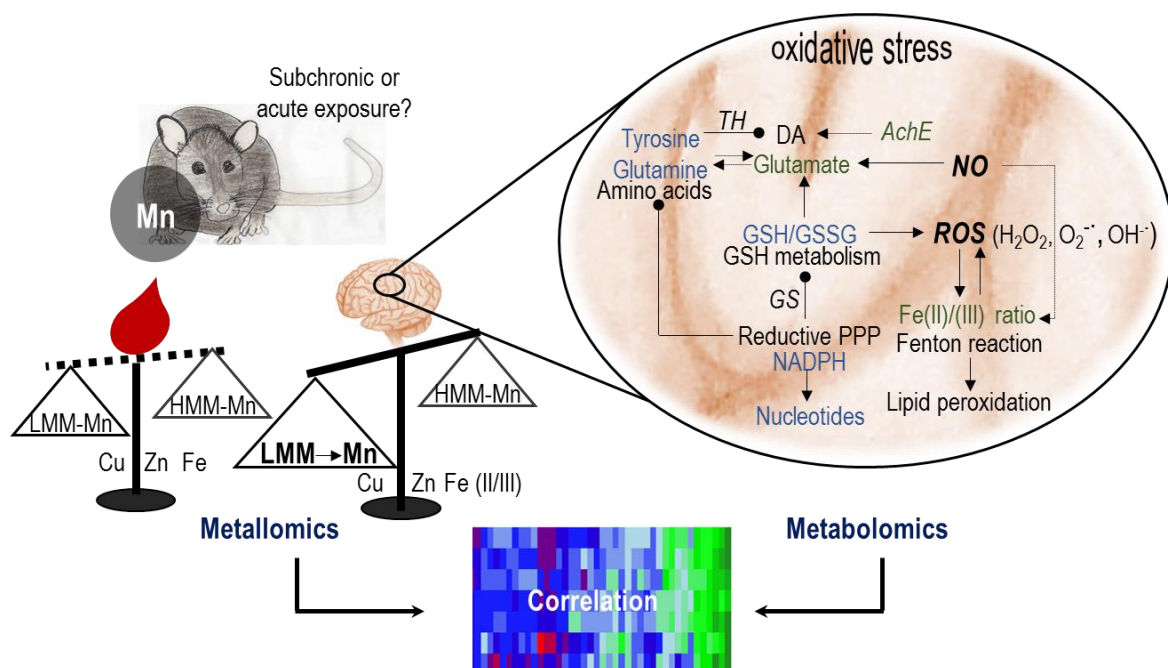 Subchronic or
acute exposure?
Mn
LMM-Mn
HMM-Mn
Cu Zn Fe
HMM-Mn
LMM→Mn
Cu Zn Fe (II/III)
oxidative stress
Tyrosine TH DA AchE
Glutamine Glutamate NO
Amino acids
GSH/GSSG ROS (H₂O₂, O₂⁻˙, OH⁻˙)
GSH metabolism
GS
Fe(II)/(III) ratio
Reductive PPP Fenton reaction
NADPH
Nucleotides Lipid peroxidation
Metallomics
Metabolomics
Correlation